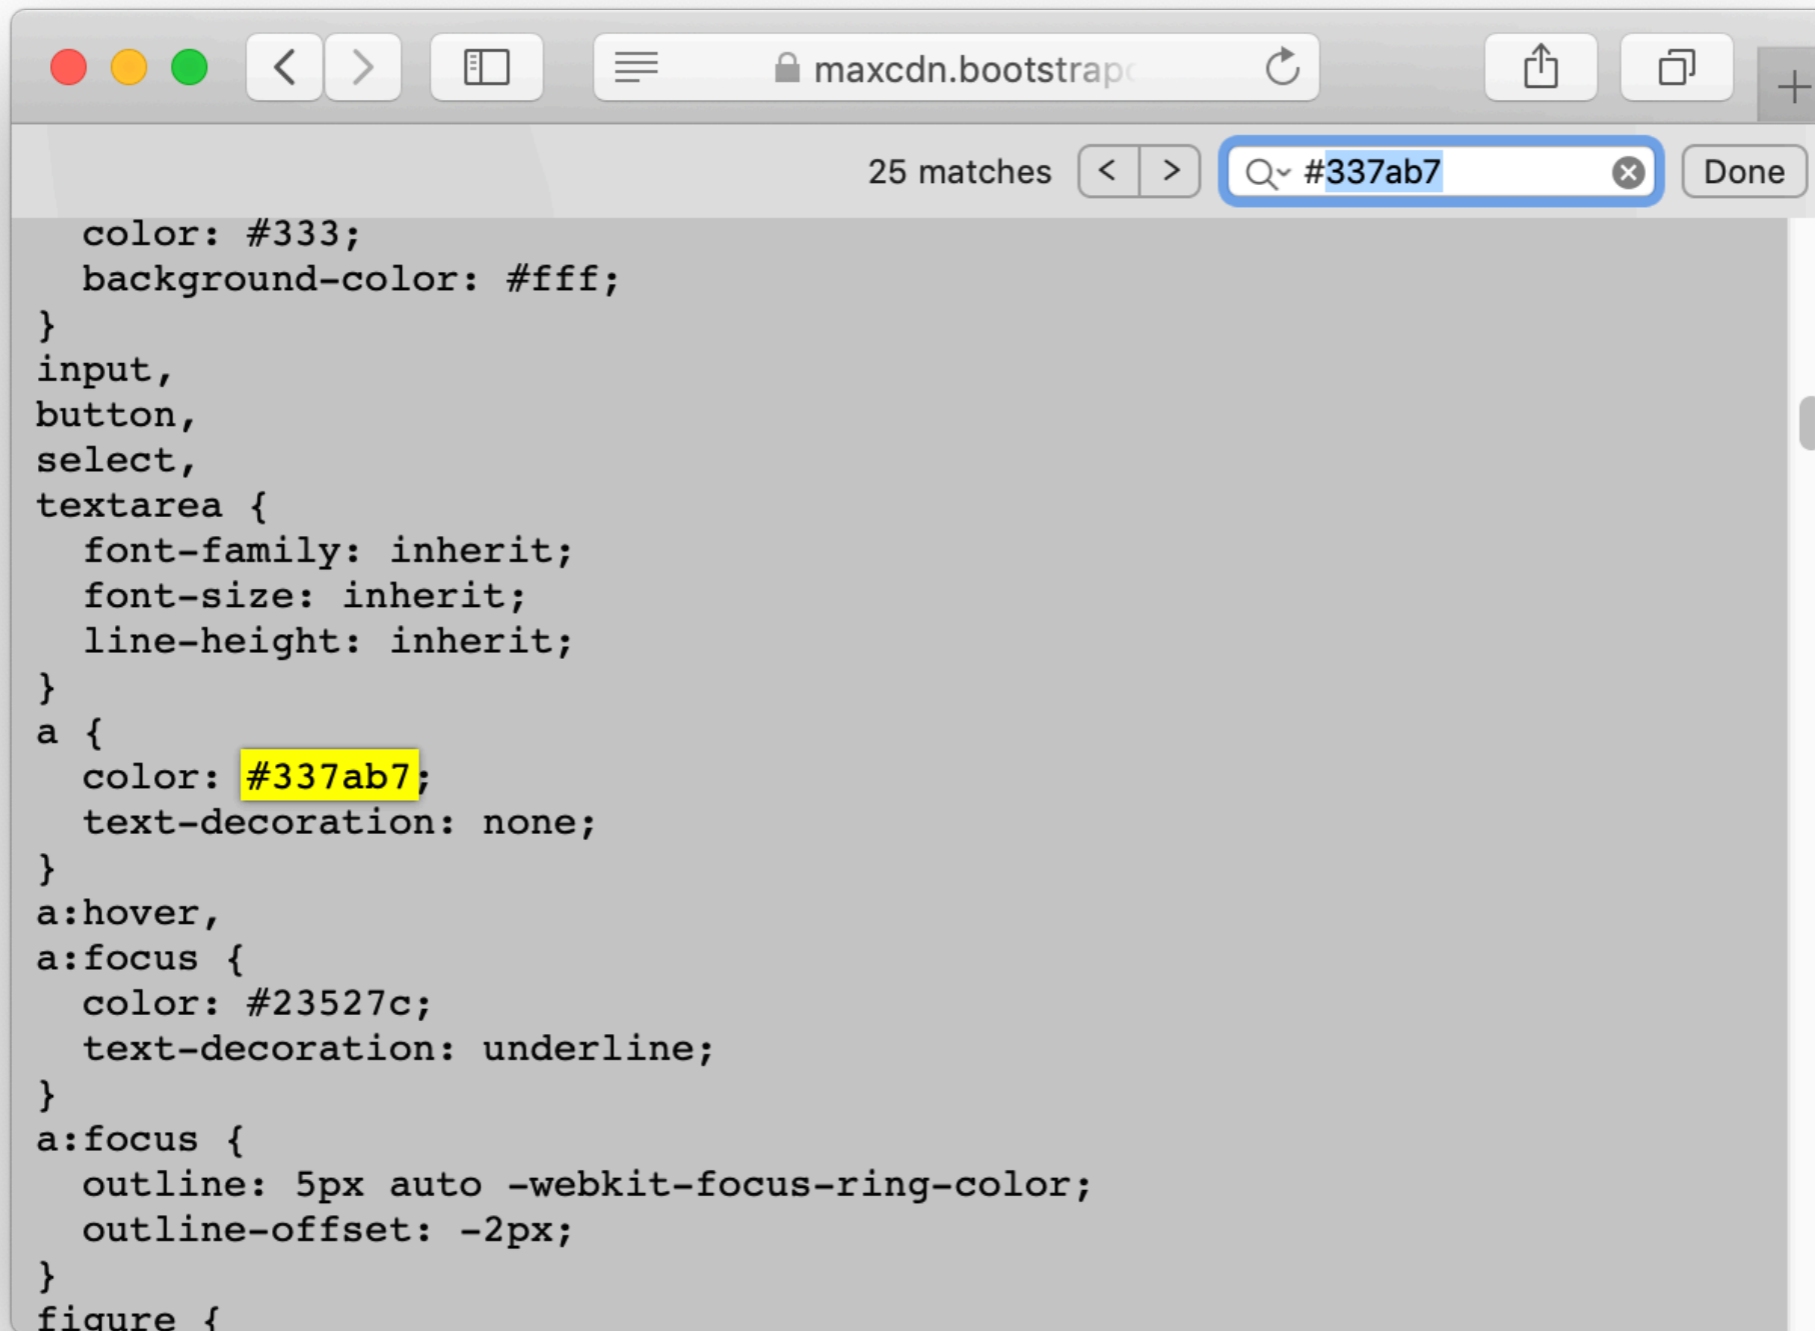 maxcdn.bootstrapc
25 matches < > #337ab7 Done
color: #333;
background-color: #fff;
}
input,
button,
select,
textarea {
font-family: inherit;
font-size: inherit;
line-height: inherit;
}
a {
color: #337ab7;
text-decoration: none;
}
a:hover,
a:focus {
color: #23527c;
text-decoration: underline;
}
a:focus {
outline: 5px auto -webkit-focus-ring-color;
outline-offset: -2px;
}
figure {